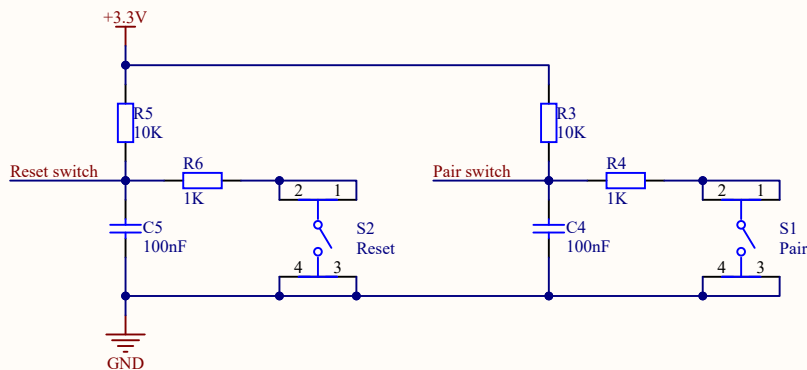 +3.3V
R5
10K
R3
10K
Reset switch
R6
1K
2 1
Pair switch
R4
1K
2 1
C5
100nF
S2
Reset
C4
100nF
S1
Pair
4 3
4 3
GND